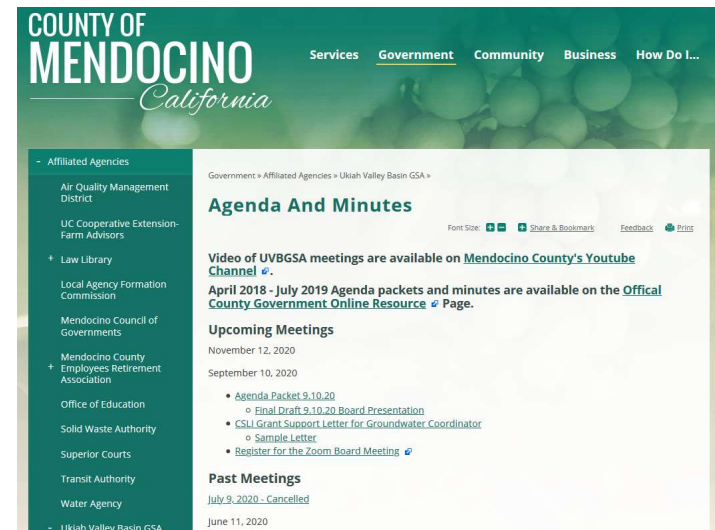 COUNTY OF
MENDOCINO
California
Services Government Community Business How Do I...
- Affiliated Agencies
Air Quality Management
District
UC Cooperative Extension-
Farm Advisors
+ Law Library
Local Agency Formation
Commission
Mendocino Council of
Governments
Mendocino County
+ Employees Retirement
Association
Office of Education
Solid Waste Authority
Superior Courts
Transit Authority
Water Agency
- Ukiah Valley Basin GSA
Government » Affiliated Agencies » Ukiah Valley Basin GSA »
Agenda And Minutes
Font Size: + - + Share & Bookmark Feedback Print
Video of UVBGSA meetings are available on Mendocino County's Youtube
Channel .
April 2018 - July 2019 Agenda packets and minutes are available on the Offical
County Government Online Resource Page.
Upcoming Meetings
November 12, 2020
September 10, 2020
• Agenda Packet 9.10.20
o Final Draft 9.10.20 Board Presentation
• CSLI Grant Support Letter for Groundwater Coordinator
o Sample Letter
• Register for the Zoom Board Meeting
Past Meetings
July 9, 2020 - Cancelled
June 11, 2020